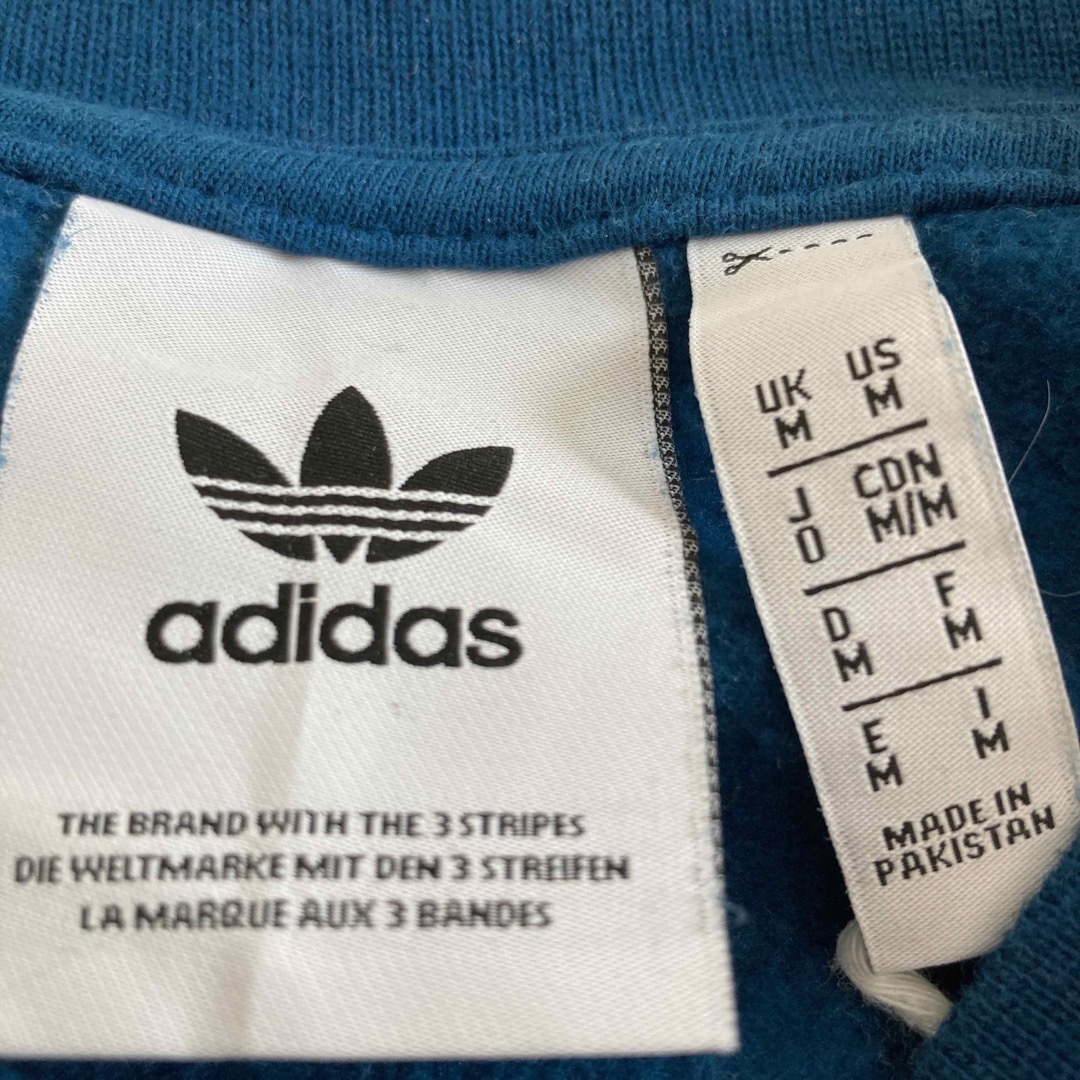 adidas
THE BRAND WITH THE 3 STRIPES
DIE WELTMARKE MIT DEN 3 STREIFEN
LA MARQUE AUX 3 BANDES
UK US
M M
J CDN
O M/M
D F
M M
E I
M M
MADE IN
PAKISTAN